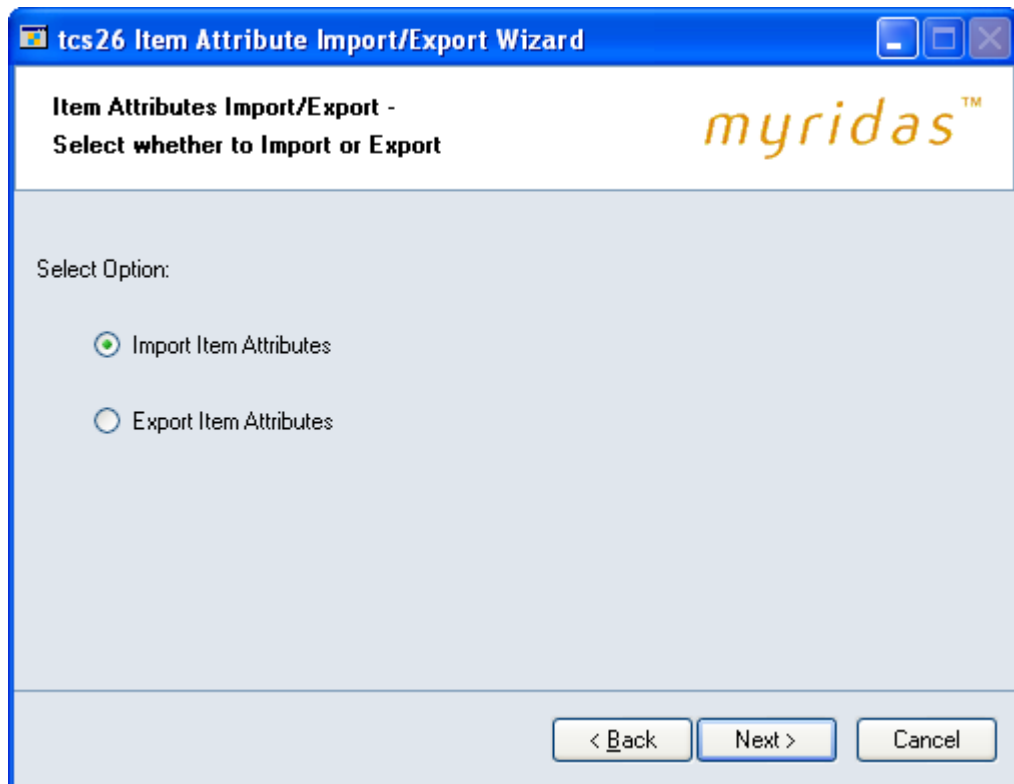 tcs26 Item Attribute Import/Export Wizard
Item Attributes Import/Export -
Select whether to Import or Export
myridas™
Select Option:
Import Item Attributes
Export Item Attributes
< Back
Next >
Cancel